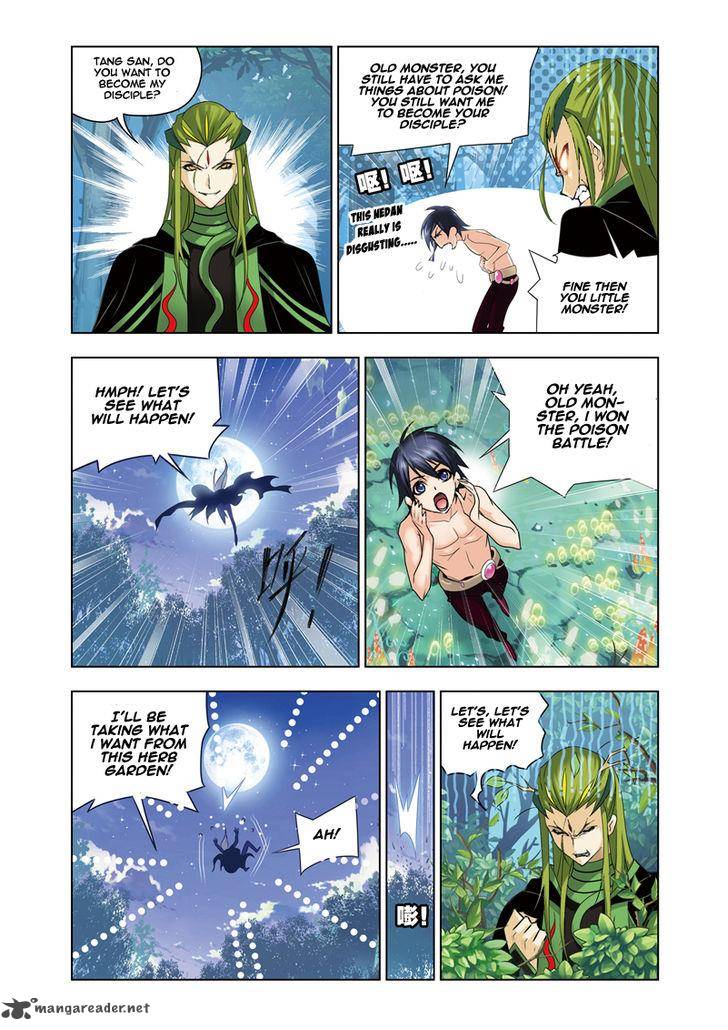 TANG SAN, DO
YOU WANT TO
BECOME MY
DISCIPLE?
OLD MONSTER, YOU
STILL HAVE TO ASK ME
THINGS ABOUT POISON!
YOU STILL WANT ME
TO BECOME YOUR
DISCIPLE?
呕! 呕!
THIS NEDAN
REALLY IS
DISGUSTING.....
FINE THEN
YOU LITTLE
MONSTER!
HMPH! LET'S
SEE WHAT
WILL HAPPEN!
呼!
OH YEAH,
OLD MON-
STER, I WON
THE POISON
BATTLE!
I'LL BE
TAKING WHAT
I WANT FROM
THIS HERB
GARDEN!
AH!
嘭!
LET'S, LET'S
SEE WHAT
WILL
HAPPEN!
mangareader.net